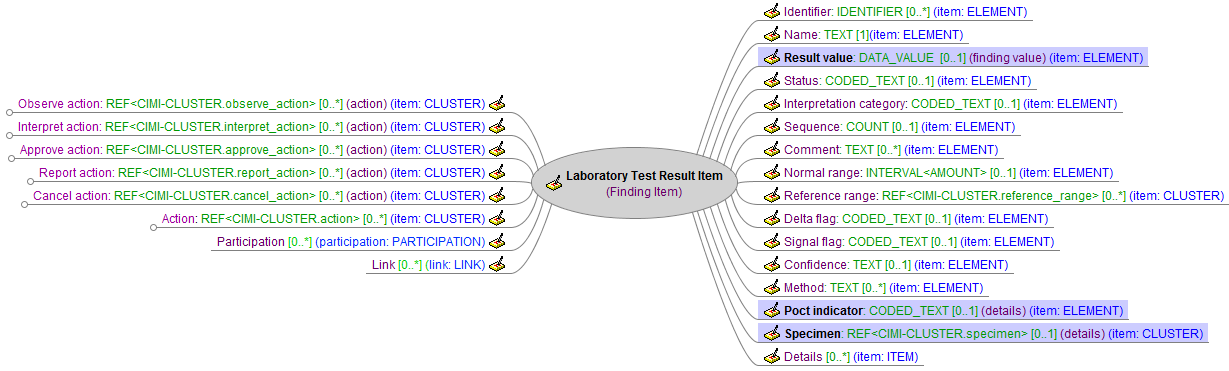 Observe action: REF<CIMI-CLUSTER.observe_action> [0..*] (action) (item: CLUSTER)
Interpret action: REF<CIMI-CLUSTER.interpret_action> [0..*] (action) (item: CLUSTER)
Approve action: REF<CIMI-CLUSTER.approve_action> [0..*] (action) (item: CLUSTER)
Report action: REF<CIMI-CLUSTER.report_action> [0..*] (action) (item: CLUSTER)
Cancel action: REF<CIMI-CLUSTER.cancel_action> [0..*] (action) (item: CLUSTER)
Action: REF<CIMI-CLUSTER.action> [0..*] (item: CLUSTER)
Participation [0..*] (participation: PARTICIPATION)
Link [0..*] (link: LINK)
Laboratory Test Result Item
(Finding Item)
Identifier: IDENTIFIER [0..*] (item: ELEMENT)
Name: TEXT [1](item: ELEMENT)
Result value: DATA_VALUE [0..1] (finding value) (item: ELEMENT)
Status: CODED_TEXT [0..1] (item: ELEMENT)
Interpretation category: CODED_TEXT [0..1] (item: ELEMENT)
Sequence: COUNT [0..1] (item: ELEMENT)
Comment: TEXT [0..*] (item: ELEMENT)
Normal range: INTERVAL<AMOUNT> [0..1] (item: ELEMENT)
Reference range: REF<CIMI-CLUSTER.reference_range> [0..*] (item: CLUSTER)
Delta flag: CODED_TEXT [0..1] (item: ELEMENT)
Signal flag: CODED_TEXT [0..1] (item: ELEMENT)
Confidence: TEXT [0..1] (item: ELEMENT)
Method: TEXT [0..*] (item: ELEMENT)
Poct indicator: CODED_TEXT [0..1] (details) (item: ELEMENT)
Specimen: REF<CIMI-CLUSTER.specimen> [0..1] (details) (item: CLUSTER)
Details [0..*] (item: ITEM)